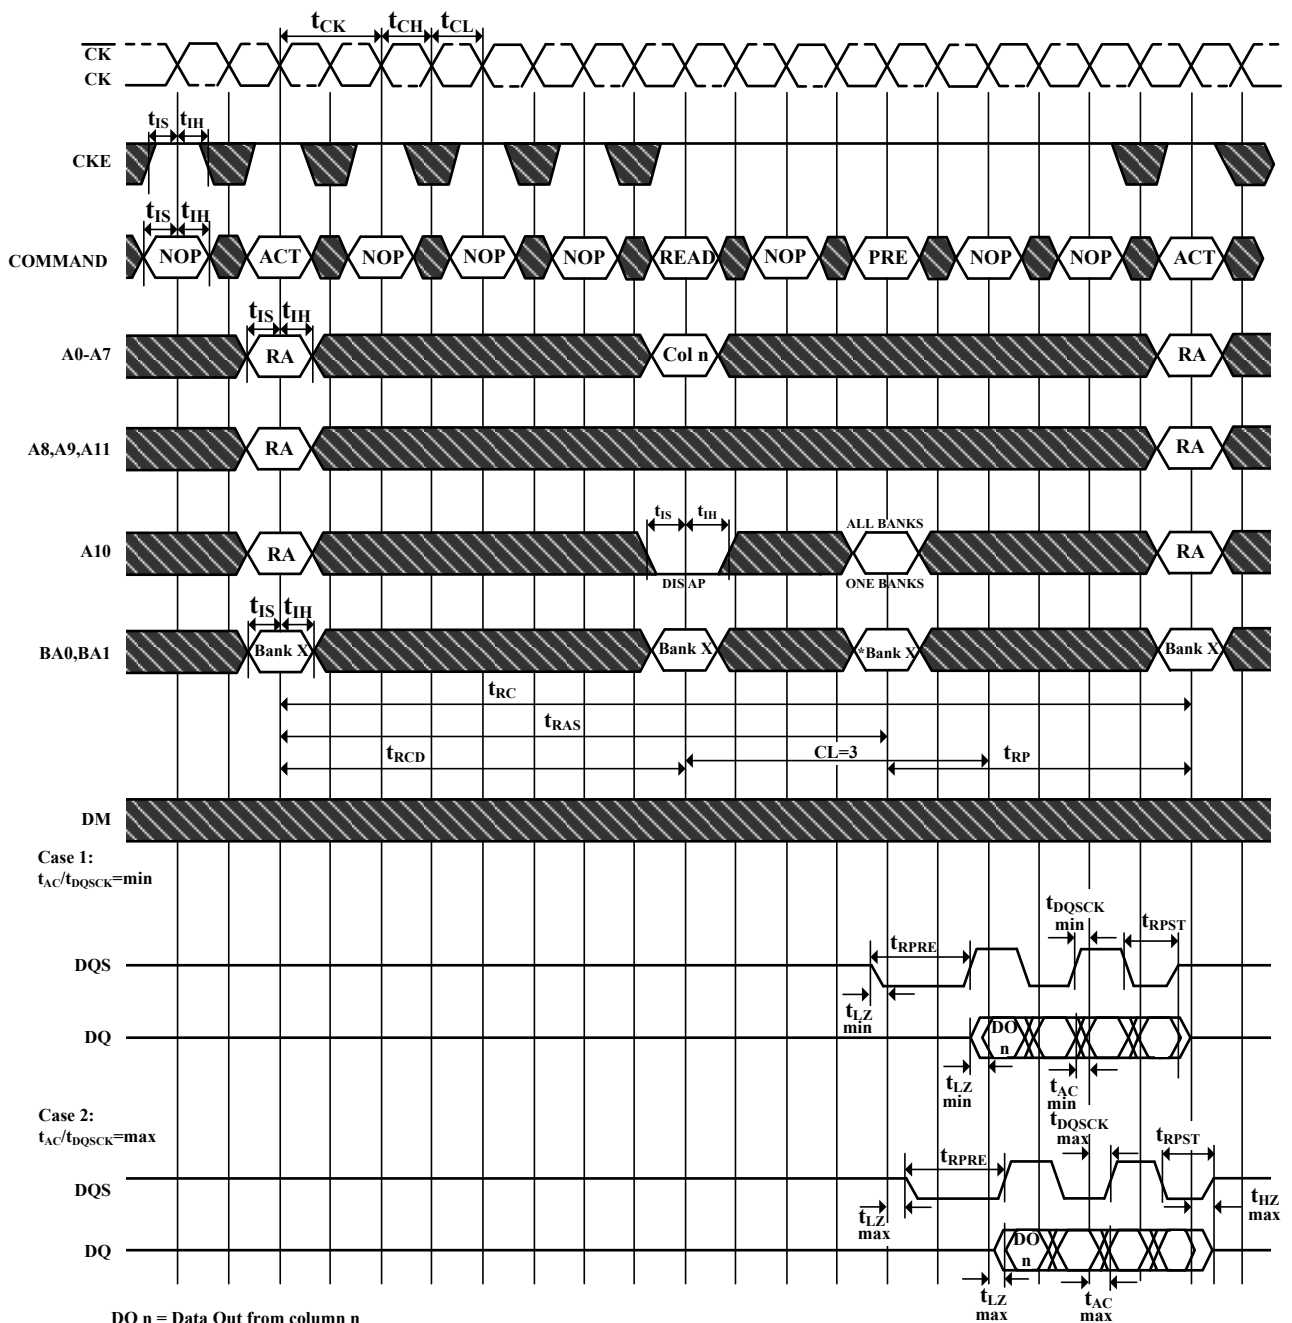 tCK tCH tCL
CK
CK
tIS tIH
CKE
tIS tIH
COMMAND NOP ACT NOP NOP NOP READ NOP PRE NOP NOP ACT
tIS tIH
A0-A7 RA Col n RA
A8,A9,A11 RA RA
tIS tIH ALL BANKS
A10 RA RA
DIS AP ONE BANKS
tIS tIH
BA0,BA1 Bank X Bank X *Bank X Bank X
tRC
tRAS
tRCD CL=3 tRP
DM
Case 1:
tAC/tDQSCK=min
tDQSCK
min
tRPST
tRPRE
DQS
tLZ
min
DQ DO
n
tLZ
min
tAC
min
Case 2:
tAC/tDQSCK=max
tDQSCK
max
tRPST
tRPRE
DQS
tLZ
max
tHZ
max
DQ DO
n
tLZ
max
tAC
max
DO n = Data Out from column n